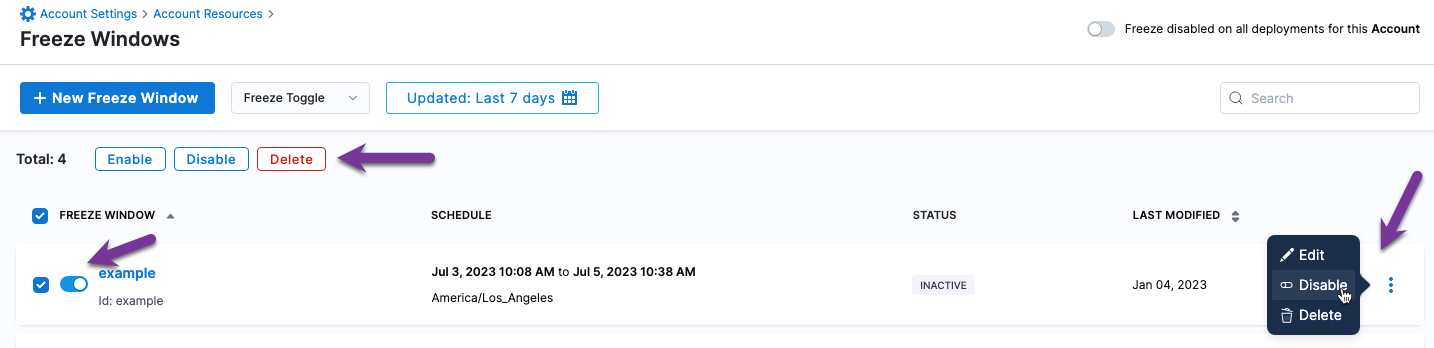 Account Settings > Account Resources >
Freeze Windows
Freeze disabled on all deployments for this Account
+ New Freeze Window
Freeze Toggle
Updated: Last 7 days
Search
Total: 4
Enable
Disable
Delete
FREEZE WINDOW
SCHEDULE
STATUS
LAST MODIFIED
example
Id: example
Jul 3, 2023 10:08 AM to Jul 5, 2023 10:38 AM
America/Los_Angeles
INACTIVE
Jan 04, 2023
Edit
Disable
Delete